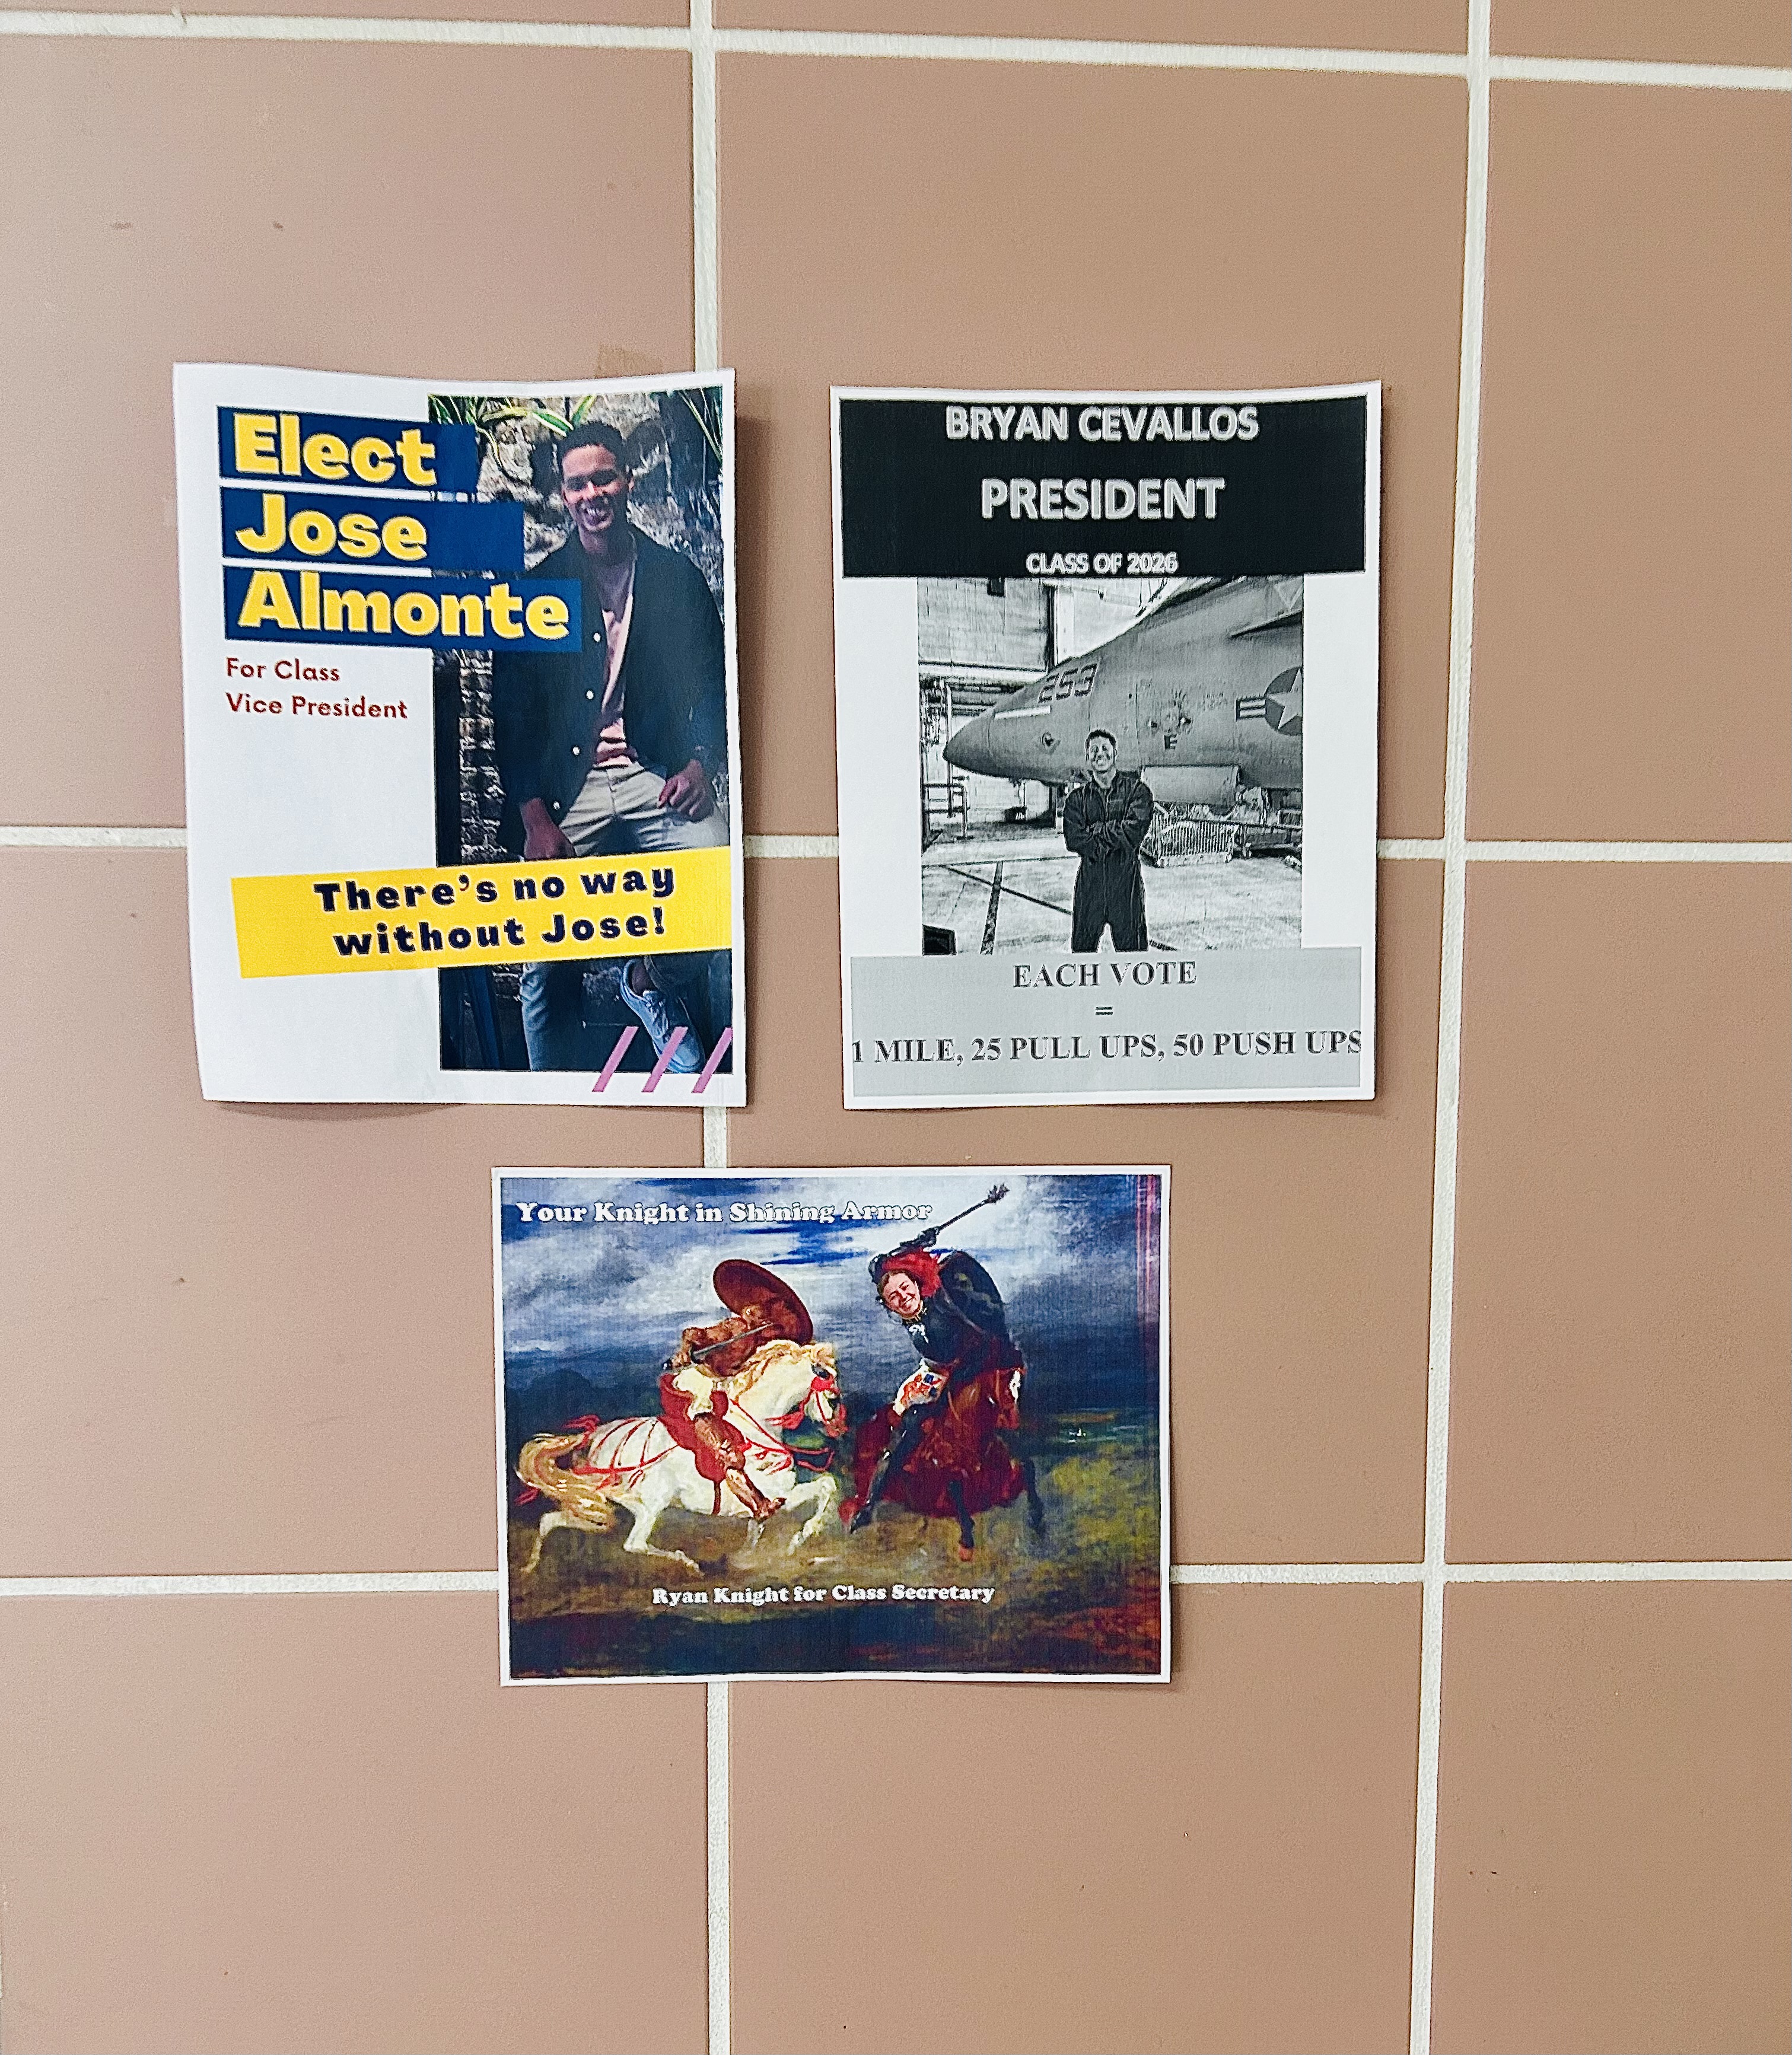 Elect
Jose
Almonte
For Class
Vice President
There's no way
without Jose!
BRYAN CEVALLOS
PRESIDENT
CLASS OF 2026
253
E
EACH VOTE
=
1 MILE, 25 PULL UPS, 50 PUSH UPS
Your Knight in Shining Armor
Ryan Knight for Class Secretary